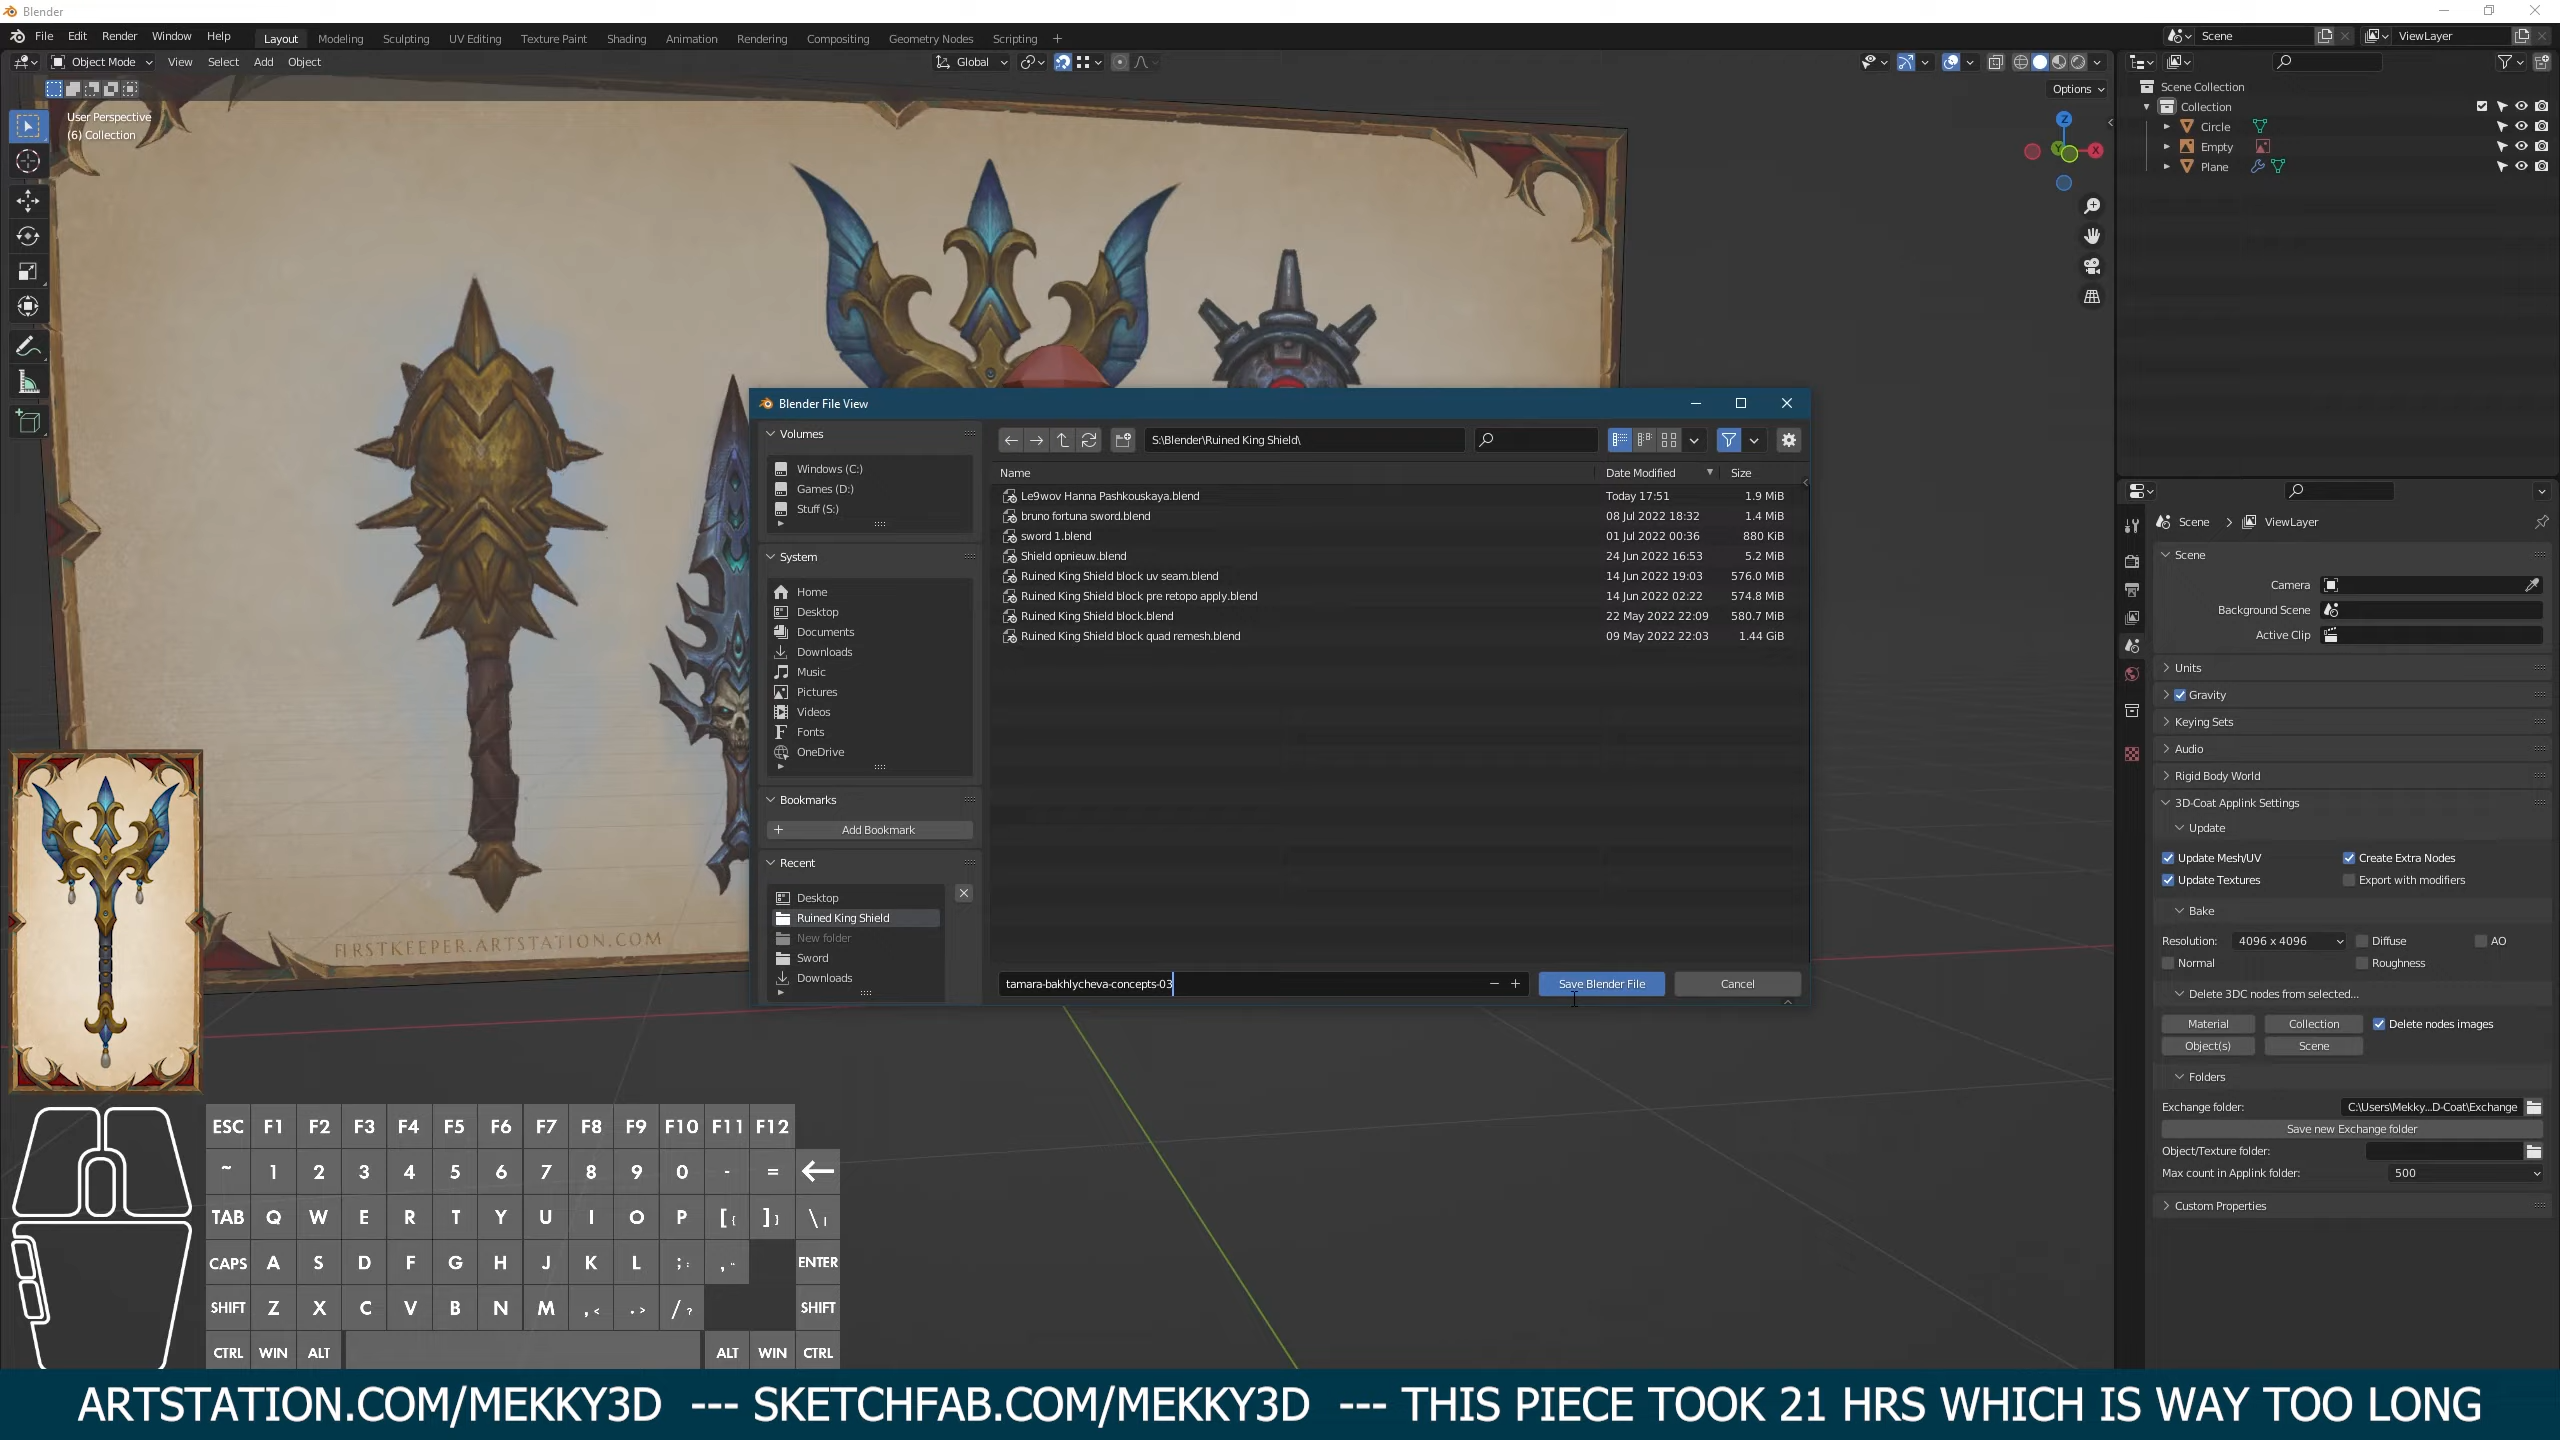 Blender
File Edit Render Window Help Layout Modeling Sculpting UV Editing Texture Paint Shading Animation Rendering Compositing Geometry Nodes Scripting + Scene ViewLayer
Object Mode View Select Add Object Global
Options
User Perspective
(6) Collection
Z
X
Scene Collection
Collection
Circle
Empty
Plane
FIRSTKEEPER.ARTSTATION.COM
Blender File View
Volumes
Windows (C:)
Games (D:)
Stuff (S:)
System
Home
Desktop
Documents
Downloads
Music
Pictures
Videos
Fonts
OneDrive
Bookmarks
Add Bookmark
Recent
Desktop
Ruined King Shield
New folder
Sword
Downloads
S:\Blender\Ruined King Shield\
Name Date Modified Size
Le9wov Hanna Pashkouskaya.blend Today 17:51 1.9 MiB
bruno fortuna sword.blend 08 Jul 2022 18:32 1.4 MiB
sword 1.blend 01 Jul 2022 00:36 880 KiB
Shield opnieuw.blend 24 Jun 2022 16:53 5.2 MiB
Ruined King Shield block uv seam.blend 14 Jun 2022 19:03 576.0 MiB
Ruined King Shield block pre retopo apply.blend 14 Jun 2022 02:22 574.8 MiB
Ruined King Shield block.blend 22 May 2022 22:09 580.7 MiB
Ruined King Shield block quad remesh.blend 09 May 2022 22:03 1.44 GiB
tamara-bakhlycheva-concepts-03 Save Blender File Cancel
Scene ViewLayer
Scene
Camera
Background Scene
Active Clip
Units
Gravity
Keying Sets
Audio
Rigid Body World
3D-Coat Applink Settings
Update
Update Mesh/UV Create Extra Nodes
Update Textures Export with modifiers
Bake
Resolution: 4096 x 4096 Diffuse AO
Normal Roughness
Delete 3DC nodes from selected...
Material Collection Delete nodes images
Object(s) Scene
Folders
Exchange folder: C:\Users\Mekky...D-Coat\Exchange
Save new Exchange folder
Object/Texture folder:
Max count in Applink folder: 500
Custom Properties
ESC F1 F2 F3 F4 F5 F6 F7 F8 F9 F10 F11 F12
~ 1 2 3 4 5 6 7 8 9 0 - = ←
TAB Q W E R T Y U I O P [ { ] } \ |
CAPS A S D F G H J K L ; : , " ENTER
SHIFT Z X C V B N M , < . > / ? SHIFT
CTRL WIN ALT ALT WIN CTRL
ARTSTATION.COM/MEKKY3D --- SKETCHFAB.COM/MEKKY3D --- THIS PIECE TOOK 21 HRS WHICH IS WAY TOO LONG